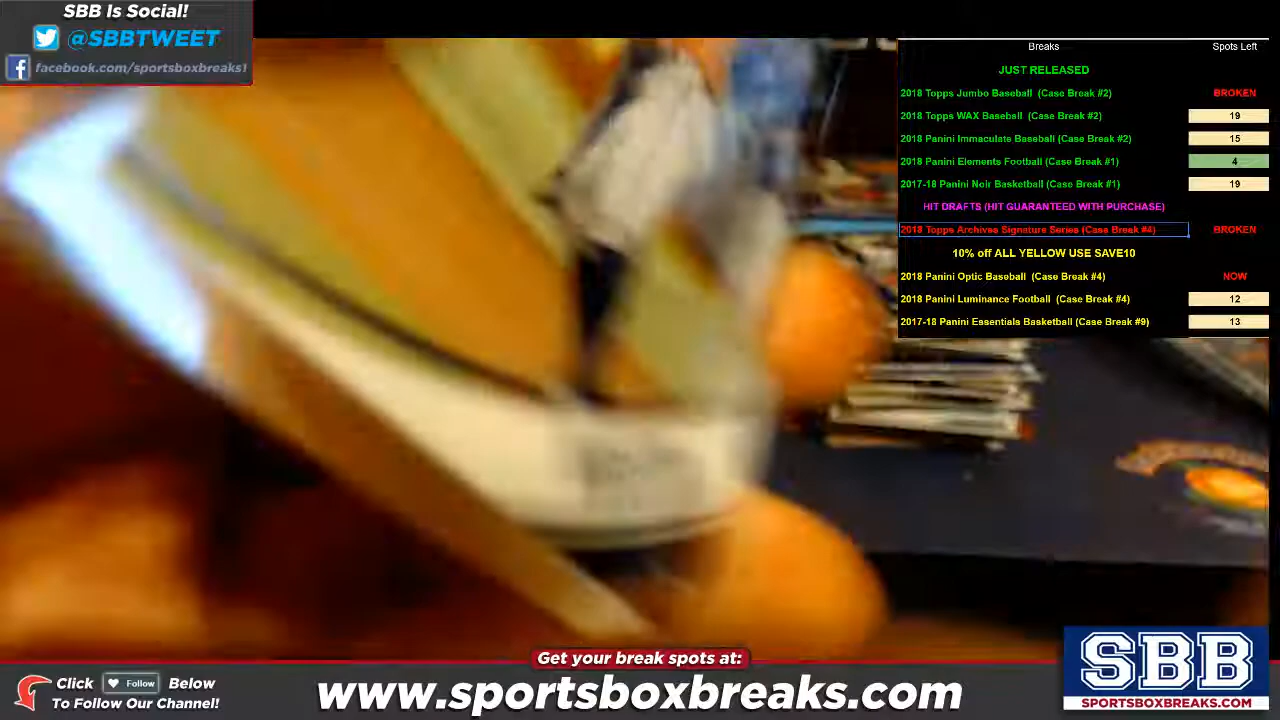 SBB Is Social!
@SBBTWEET
facebook.com/sportsboxbreaks1
Breaks Spots Left
JUST RELEASED
2018 Topps Jumbo Baseball (Case Break #2) BROKEN
2018 Topps WAX Baseball (Case Break #2) 19
2018 Panini Immaculate Baseball (Case Break #2) 15
2018 Panini Elements Football (Case Break #1) 4
2017-18 Panini Noir Basketball (Case Break #1) 19
HIT DRAFTS (HIT GUARANTEED WITH PURCHASE)
2018 Topps Archives Signature Series (Case Break #4) BROKEN
10% off ALL YELLOW USE SAVE10
2018 Panini Optic Baseball (Case Break #4) NOW
2018 Panini Luminance Football (Case Break #4) 12
2017-18 Panini Essentials Basketball (Case Break #9) 13
Get your break spots at:
Click Follow Below
To Follow Our Channel!
www.sportsboxbreaks.com
SBB
SPORTSBOXBREAKS.COM